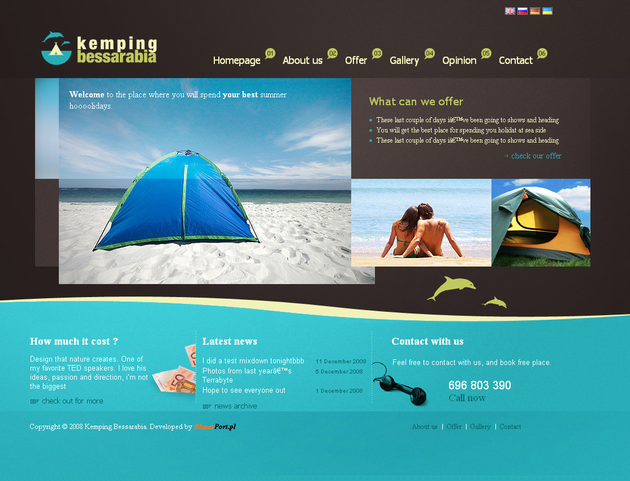 kemping
bessarabia
Homepage 01 About us 02 Offer 03 Gallery 04 Opinion 05 Contact 06
Welcome to the place where you will spend your best summer
hooolidays.
What can we offer
These last couple of days iâ€™ve been going to shows and heading
You will get the best place for spending you holidat at sea side
These last couple of days iâ€™ve been going to shows and heading
check our offer
How much it cost ?
Design that nature creates. One of
my favorite TED speakers. I love his
ideas, passion and direction, i'm not
the biggest
check out for more
Latest news
I did a test mixdown tonightbbb 11 December 2008
Photos from last yearâ€™s 5 December 2008
Terrabyte
Hope to see everyone out 1 December 2008
news archive
Contact with us
Feel free to contact with us, and book free place.
696 803 390
Call now
Copyright © 2008 Kemping Bessarabia. Developed by Port.pl
About us | Offer | Gallery | Contact